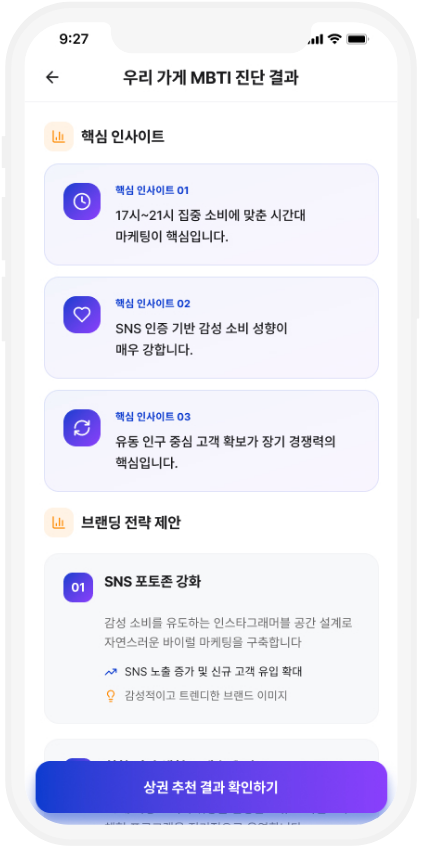 9:27
우리 가게 MBTI 진단 결과
핵심 인사이트
핵심 인사이트 01
17시~21시 집중 소비에 맞춘 시간대
마케팅이 핵심입니다.
핵심 인사이트 02
SNS 인증 기반 감성 소비 성향이
매우 강합니다.
핵심 인사이트 03
유동 인구 중심 고객 확보가 장기 경쟁력의
핵심입니다.
브랜딩 전략 제안
01
SNS 포토존 강화
감성 소비를 유도하는 인스타그래머블 공간 설계로
자연스러운 바이럴 마케팅을 구축합니다
SNS 노출 증가 및 신규 고객 유입 확대
감성적이고 트렌디한 브랜드 이미지
상권 추천 결과 확인하기